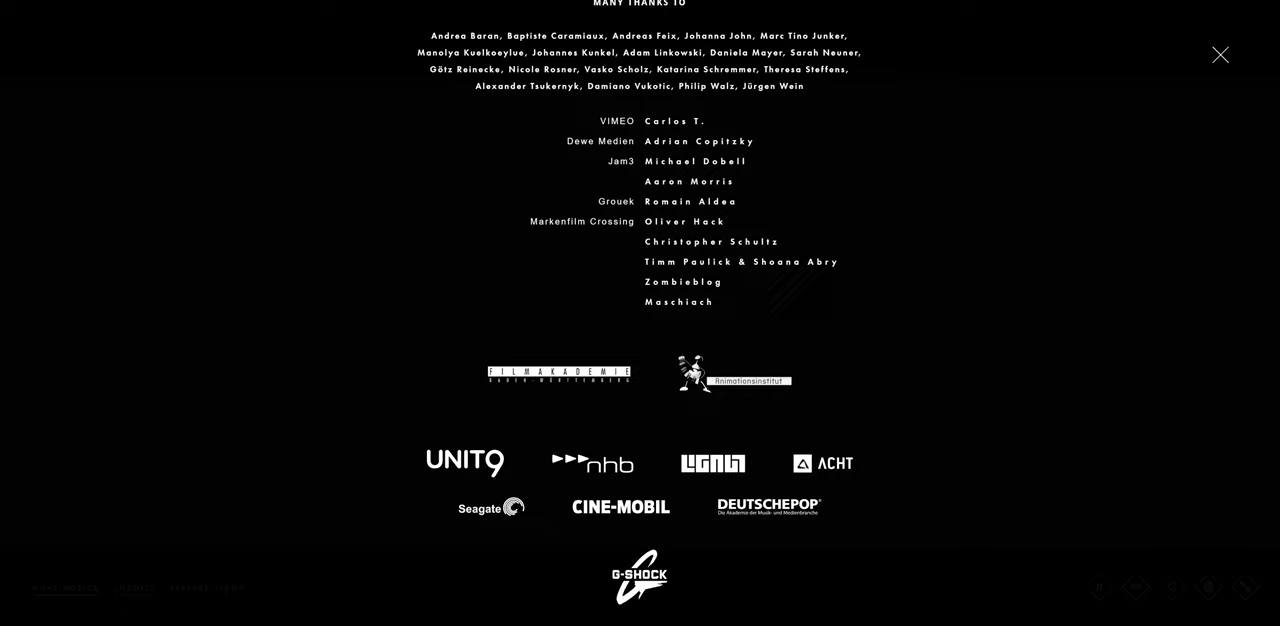 MANY THANKS TO
Andrea Baran, Baptiste Caramiaux, Andreas Feix, Johanna John, Marc Tino Junker,
Manolya Kuelkoeylue, Johannes Kunkel, Adam Linkowski, Daniela Mayer, Sarah Neuner,
Götz Reinecke, Nicole Rosner, Vasko Scholz, Katarina Schremmer, Theresa Steffens,
Alexander Tsukernyk, Damiano Vukotic, Philip Walz, Jürgen Wein
VIMEO Carlos T.
Dewe Medien Adrian Copitzky
Jam3 Michael Dobell
Aaron Morris
Grouek Romain Aldea
Markenfilm Crossing Oliver Hack
Christopher Schultz
Timm Paulick & Shoana Abry
Zombieblog
Maschiach
FILMAKADEMIE
BADEN-WÜRTTEMBERG
Animationsinstitut
UNIT9 nhb ACHT
Seagate CINE-MOBIL DEUTSCHEPOP®
Die Akademie der Musik- und Medienbranche
G-SHOCK